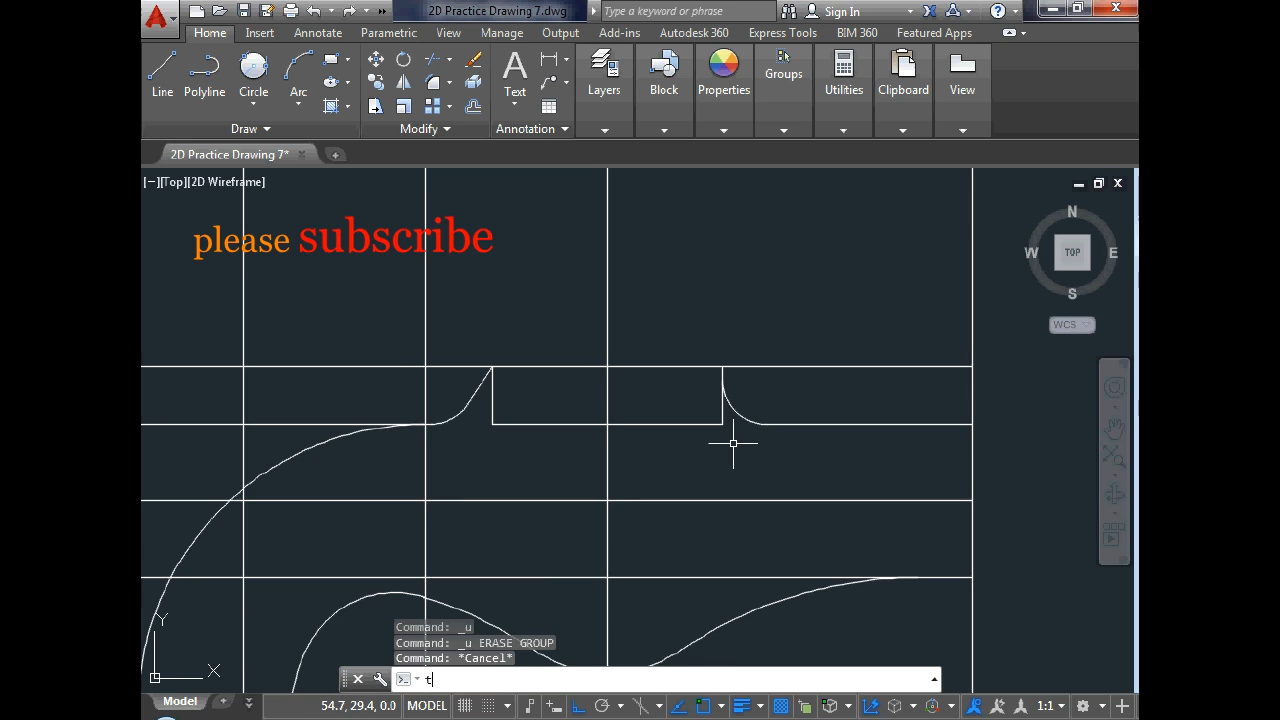 2D Practice Drawing 7.dwg
Type a keyword or phrase
Sign In
Home Insert Annotate Parametric View Manage Output Add-ins Autodesk 360 Express Tools BIM 360 Featured Apps
Line Polyline Circle Arc Text Layers Block Properties Groups Utilities Clipboard View
Draw Modify Annotation
2D Practice Drawing 7*
[−][Top][2D Wireframe]
please subscribe
N
W TOP E
S
WCS
Y
X
Command: _u
Command: _u ERASE GROUP
Command: *Cancel*
t
Model 54.7, 29.4, 0.0 MODEL 1:1